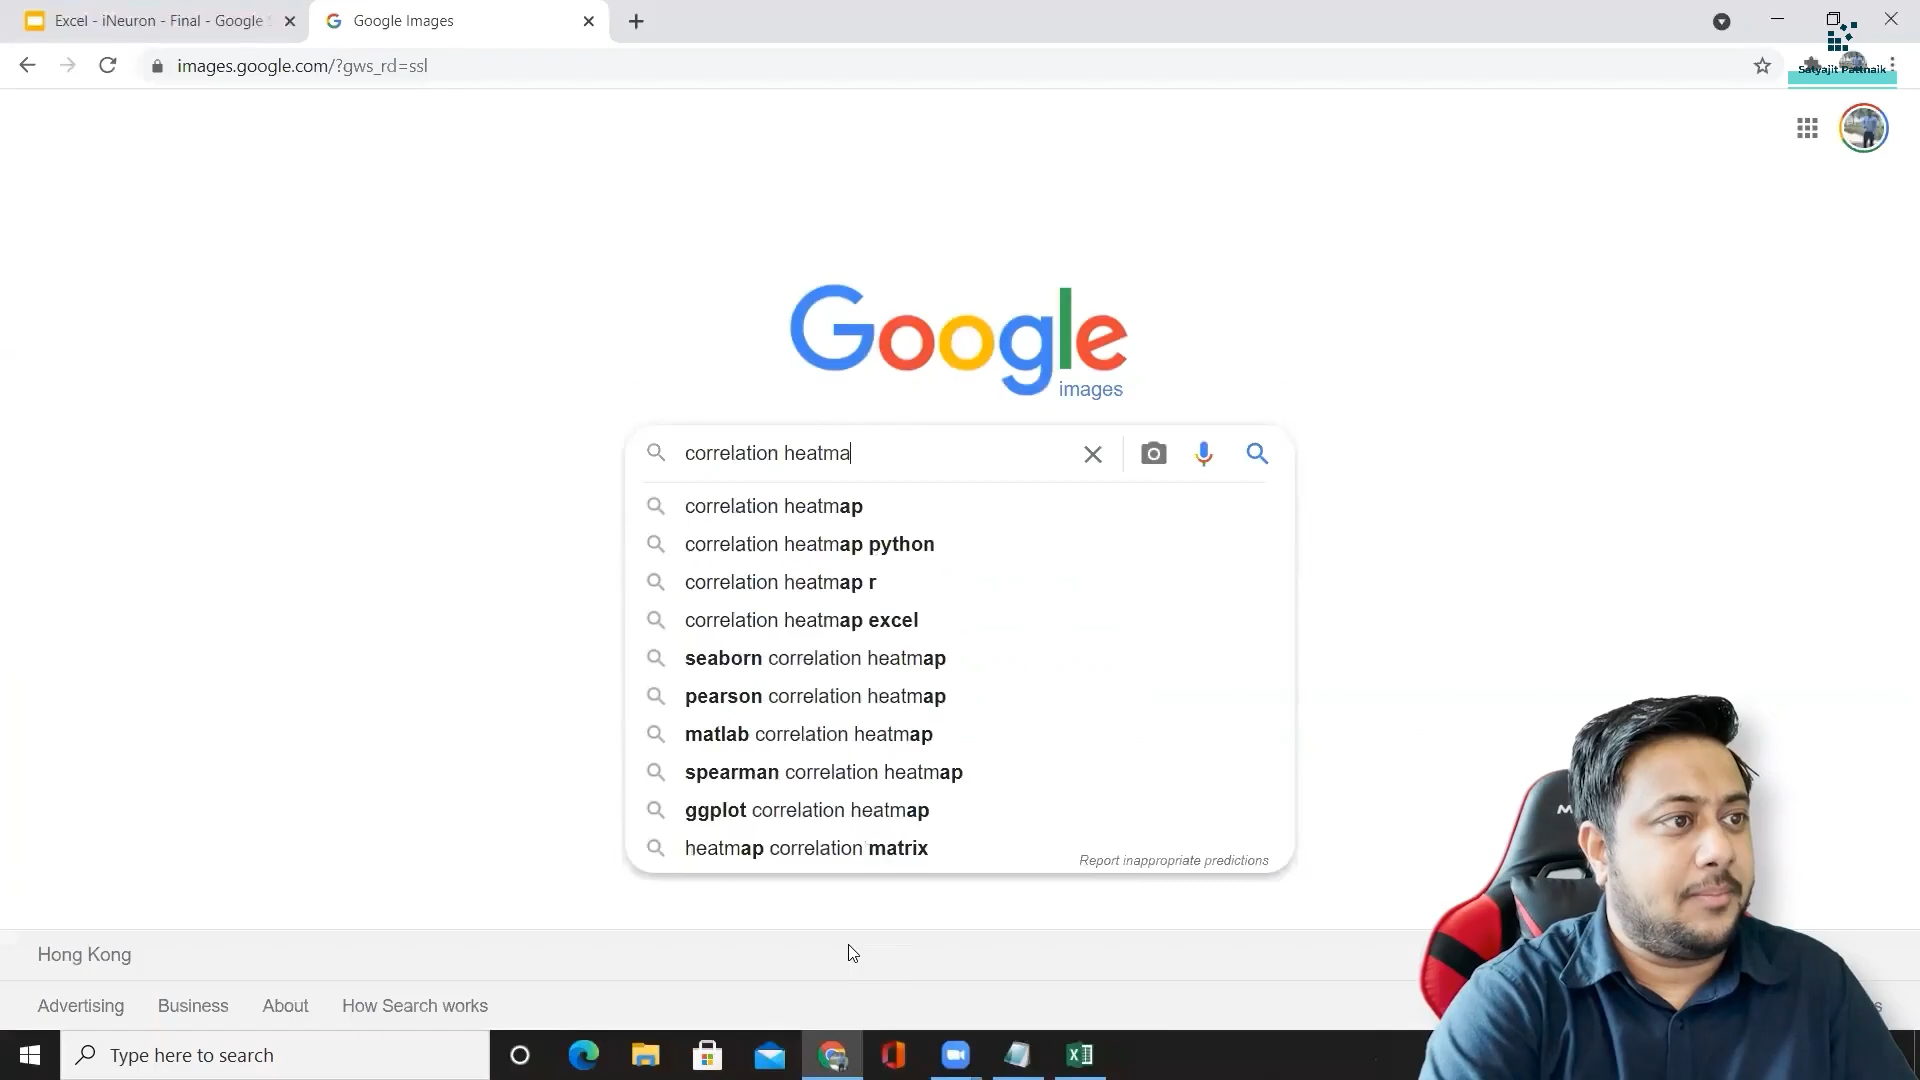 Excel - iNeuron - Final - Google
Google Images
images.google.com/?gws_rd=ssl
Satyajit Pattnaik
Google
images
correlation heatma
correlation heatmap
correlation heatmap python
correlation heatmap r
correlation heatmap excel
seaborn correlation heatmap
pearson correlation heatmap
matlab correlation heatmap
spearman correlation heatmap
ggplot correlation heatmap
heatmap correlation matrix
Report inappropriate predictions
Hong Kong
Advertising Business About How Search works
Type here to search